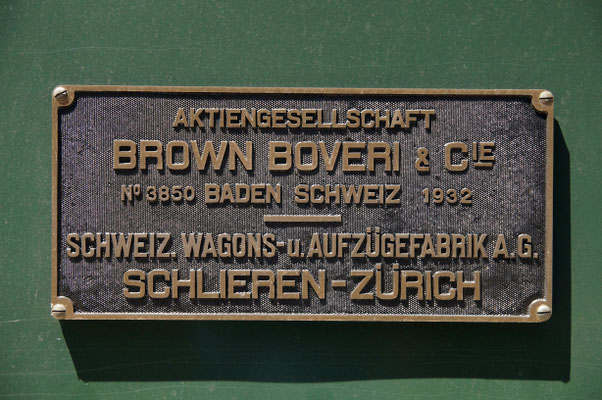 AKTIENGESELLSCHAFT
BROWN BOVERI & CIE
No 3850 BADEN SCHWEIZ 1932
SCHWEIZ. WAGONS- u. AUFZÜGEFABRIK A.G.
SCHLIEREN-ZÜRICH